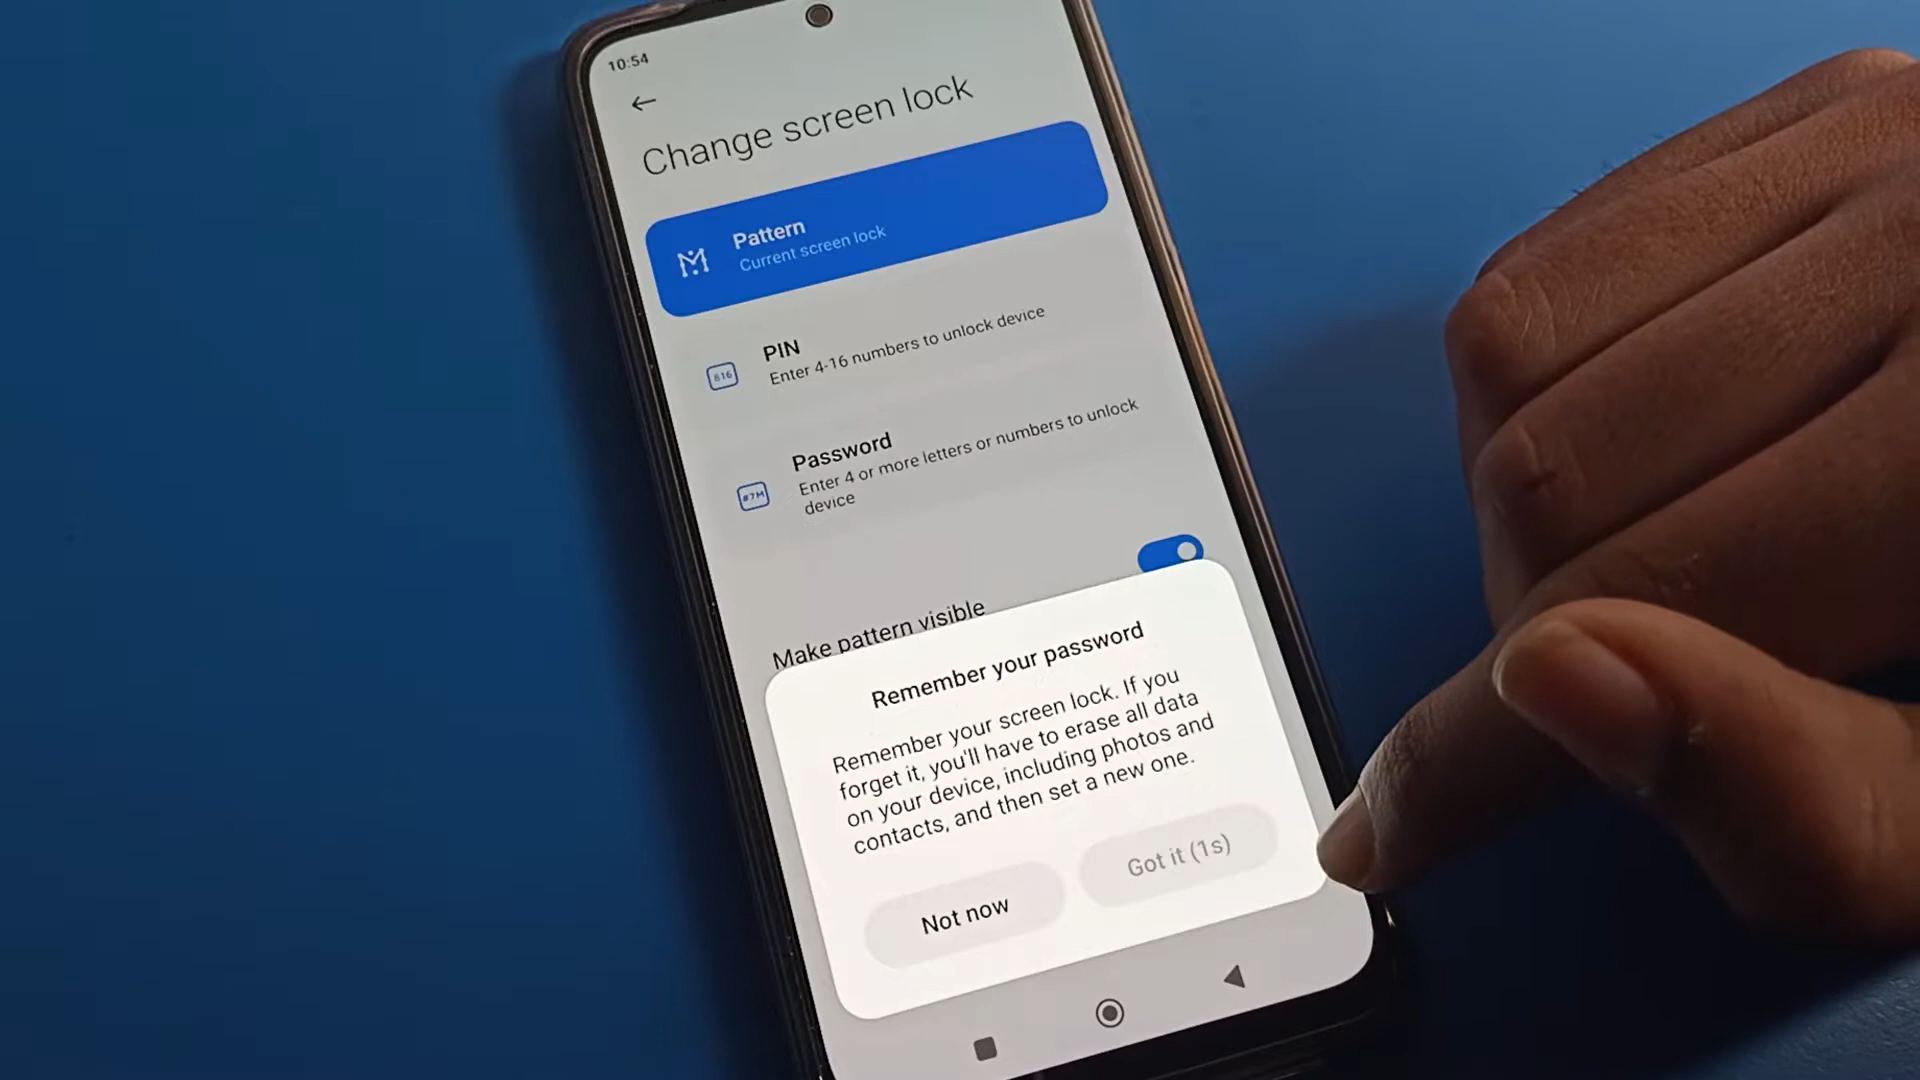 10:54
Change screen lock
Pattern
Current screen lock
PIN
Enter 4-16 numbers to unlock device
616
Password
Enter 4 or more letters or numbers to unlock
device
#7M
Make pattern visible
Remember your password
Remember your screen lock. If you
forget it, you'll have to erase all data
on your device, including photos and
contacts, and then set a new one.
Not now
Got it (1s)